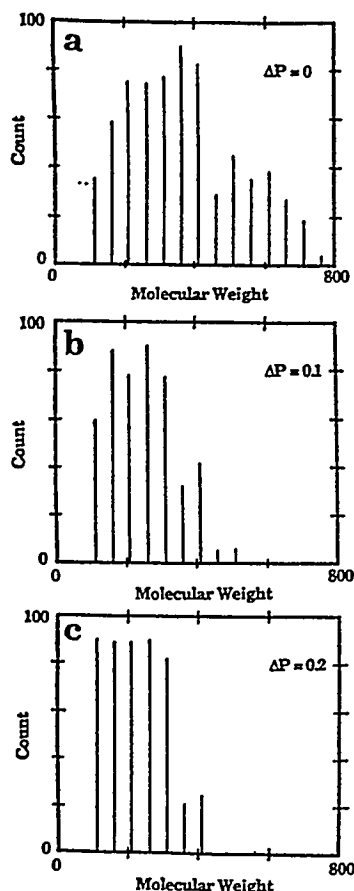 100
a
ΔP = 0
Count
0
0
800
Molecular Weight
100
b
ΔP = 0.1
Count
0
0
800
Molecular Weight
100
c
ΔP = 0.2
Count
0
0
800
Molecular Weight